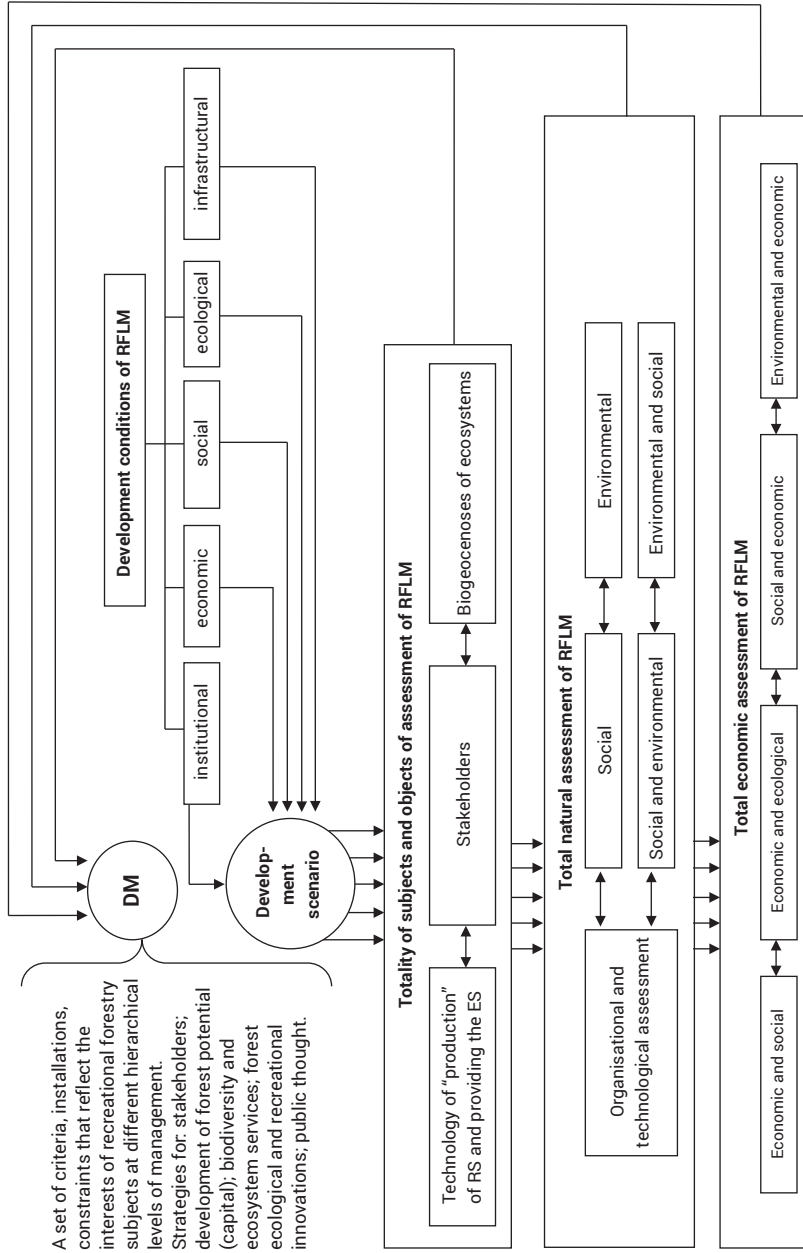 A set of criteria, installations,
constraints that reflect the
interests of recreational forestry
subjects at different hierarchical
levels of management.
Strategies for: stakeholders;
development of forest potential
(capital); biodiversity and
ecosystem services; forest
ecological and recreational
innovations; public thought.
DM
Development conditions of RFLM
institutional
economic
social
ecological
infrastructural
Develop-
ment
scenario
Totality of subjects and objects of assessment of RFLM
Technology of “production”
of RS and providing the ES
Stakeholders
Biogeocenoses of ecosystems
Total natural assessment of RFLM
Organisational and
technological assessment
Social
Environmental
Social and environmental
Environmental and social
Total economic assessment of RFLM
Economic and social
Economic and ecological
Social and economic
Environmental and economic